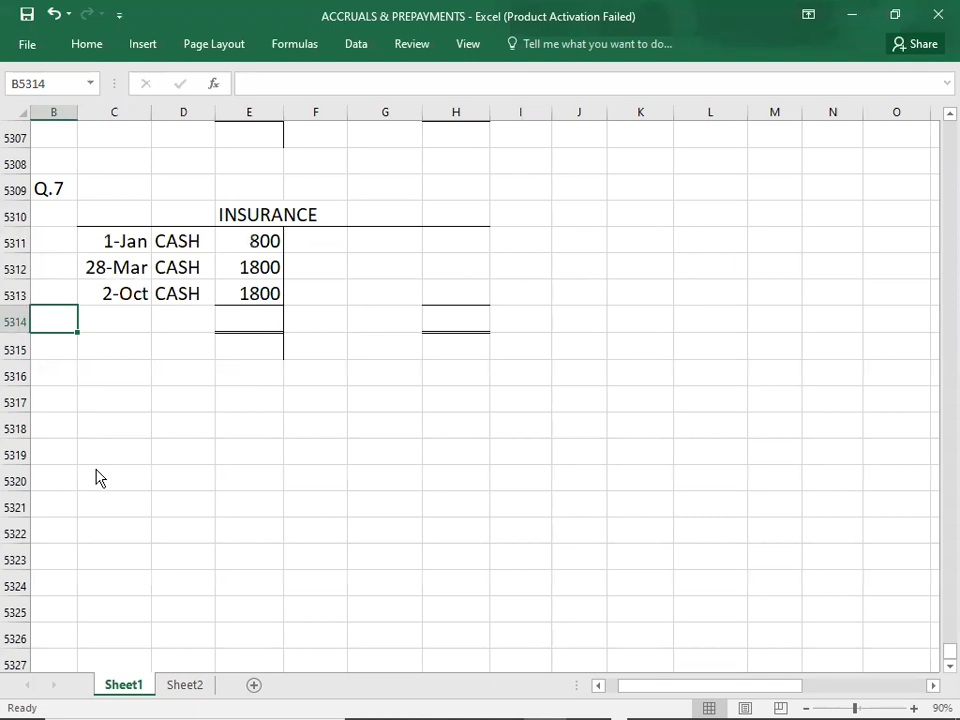 ACCRUALS & PREPAYMENTS - Excel (Product Activation Failed)
File Home Insert Page Layout Formulas Data Review View Tell me what you want to do... Share
B5314 fx
B C D E F G H I J K L M N O
5307
5308
5309 Q.7
5310 INSURANCE
5311 1-Jan CASH 800
5312 28-Mar CASH 1800
5313 2-Oct CASH 1800
5314
5315
5316
5317
5318
5319
5320
5321
5322
5323
5324
5325
5326
5327
Sheet1 Sheet2
Ready 90%